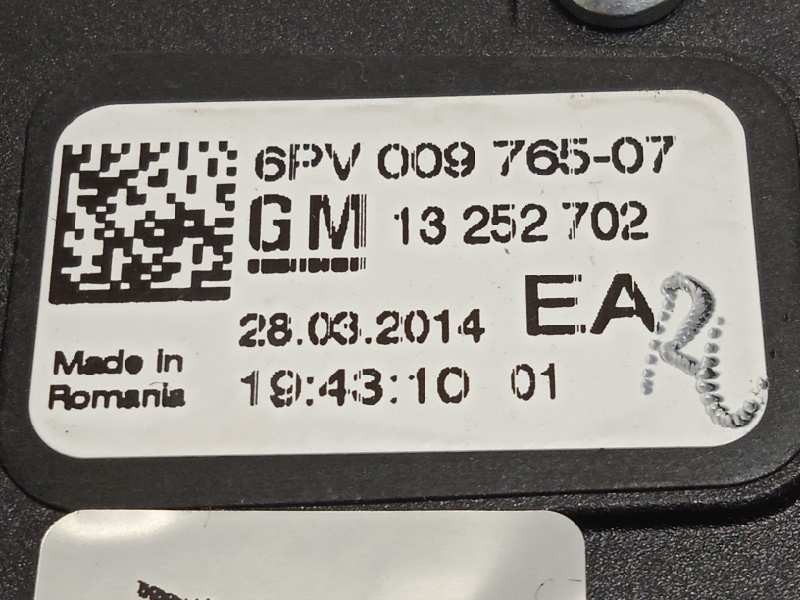 6PV 009 765-07
GM 13 252 702
28.03.2014 EA
Made in
Romania
19:43:10 01